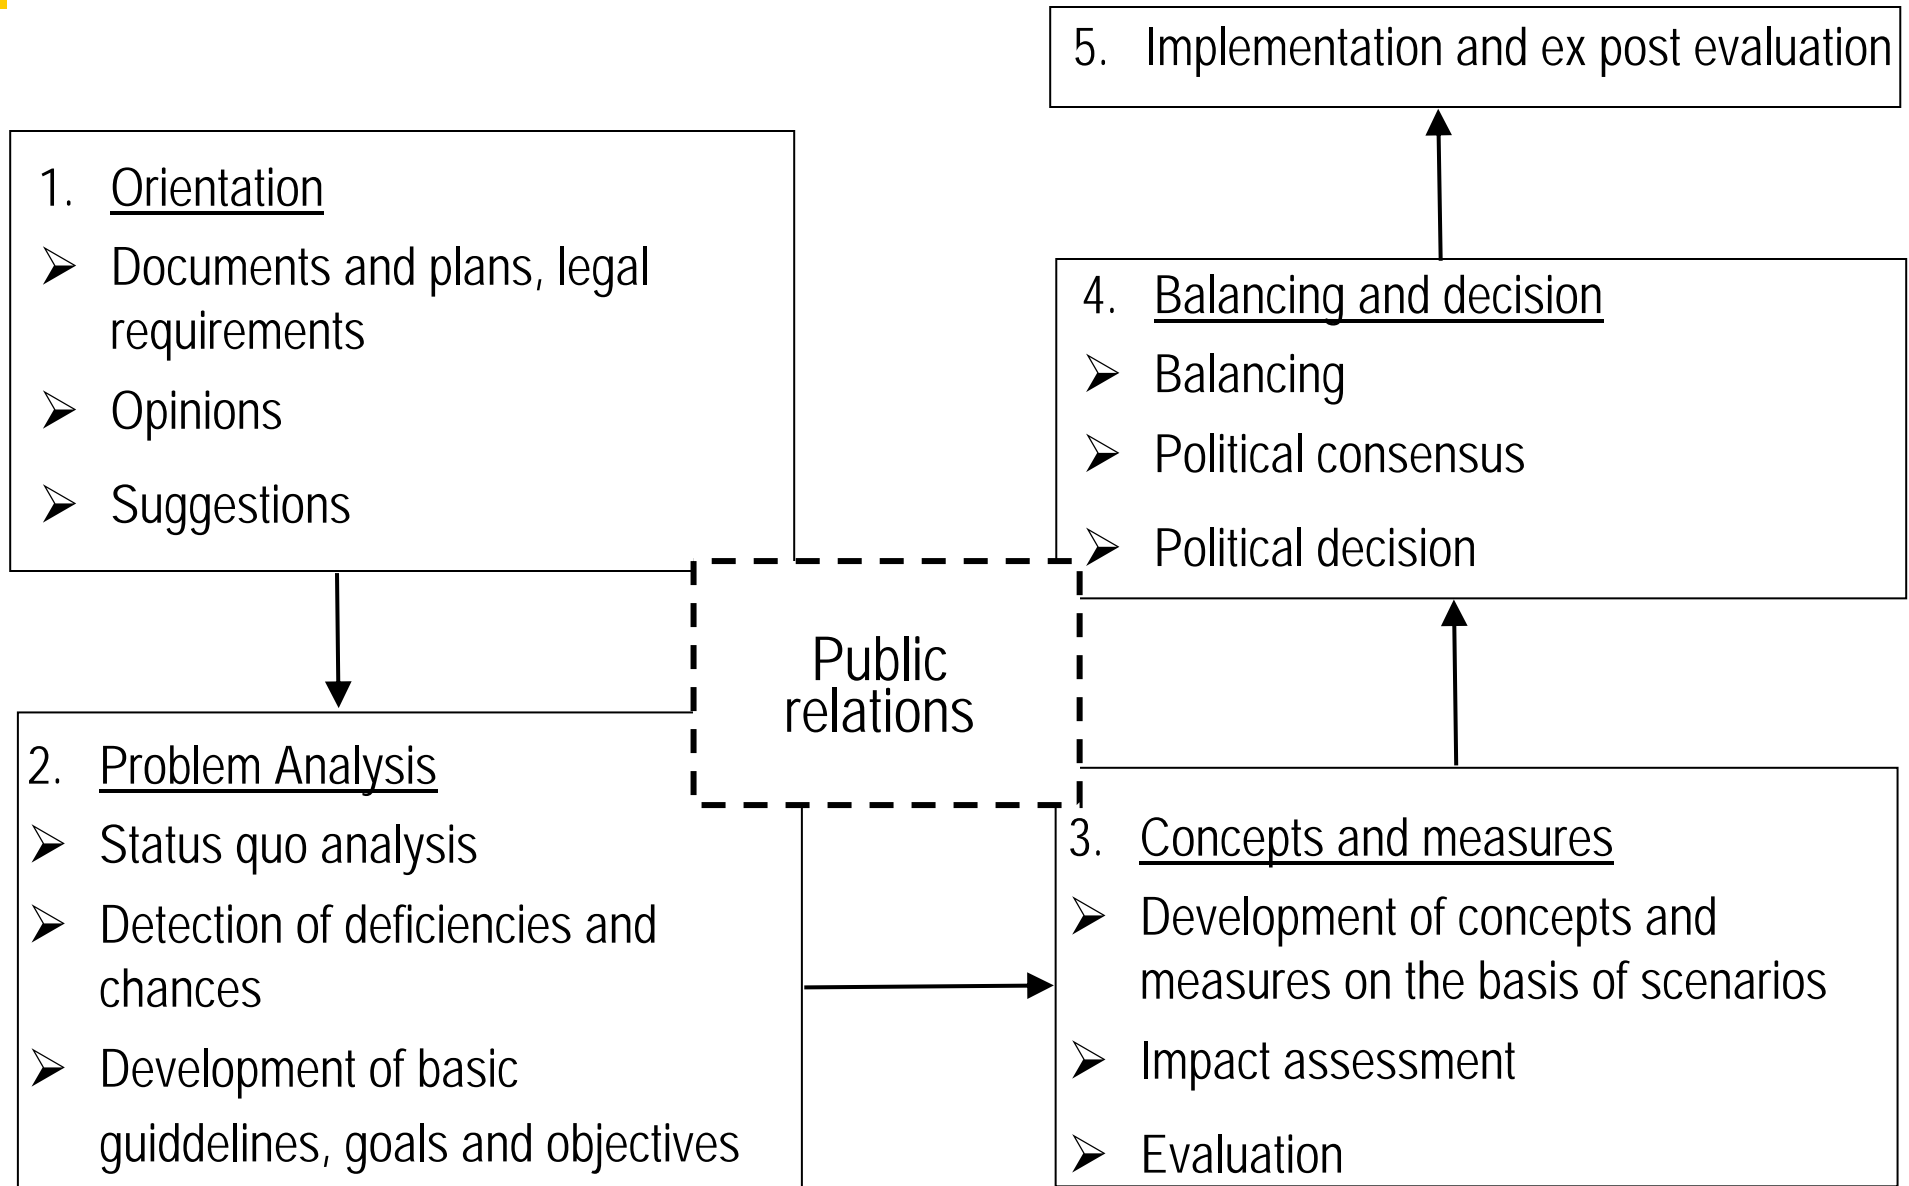 1. Orientation
➢ Documents and plans, legal
requirements
➢ Opinions
➢ Suggestions
2. Problem Analysis
➢ Status quo analysis
➢ Detection of deficiencies and
chances
➢ Development of basic
guiddelines, goals and objectives
Public
relations
3. Concepts and measures
➢ Development of concepts and
measures on the basis of scenarios
➢ Impact assessment
➢ Evaluation
4. Balancing and decision
➢ Balancing
➢ Political consensus
➢ Political decision
5. Implementation and ex post evaluation